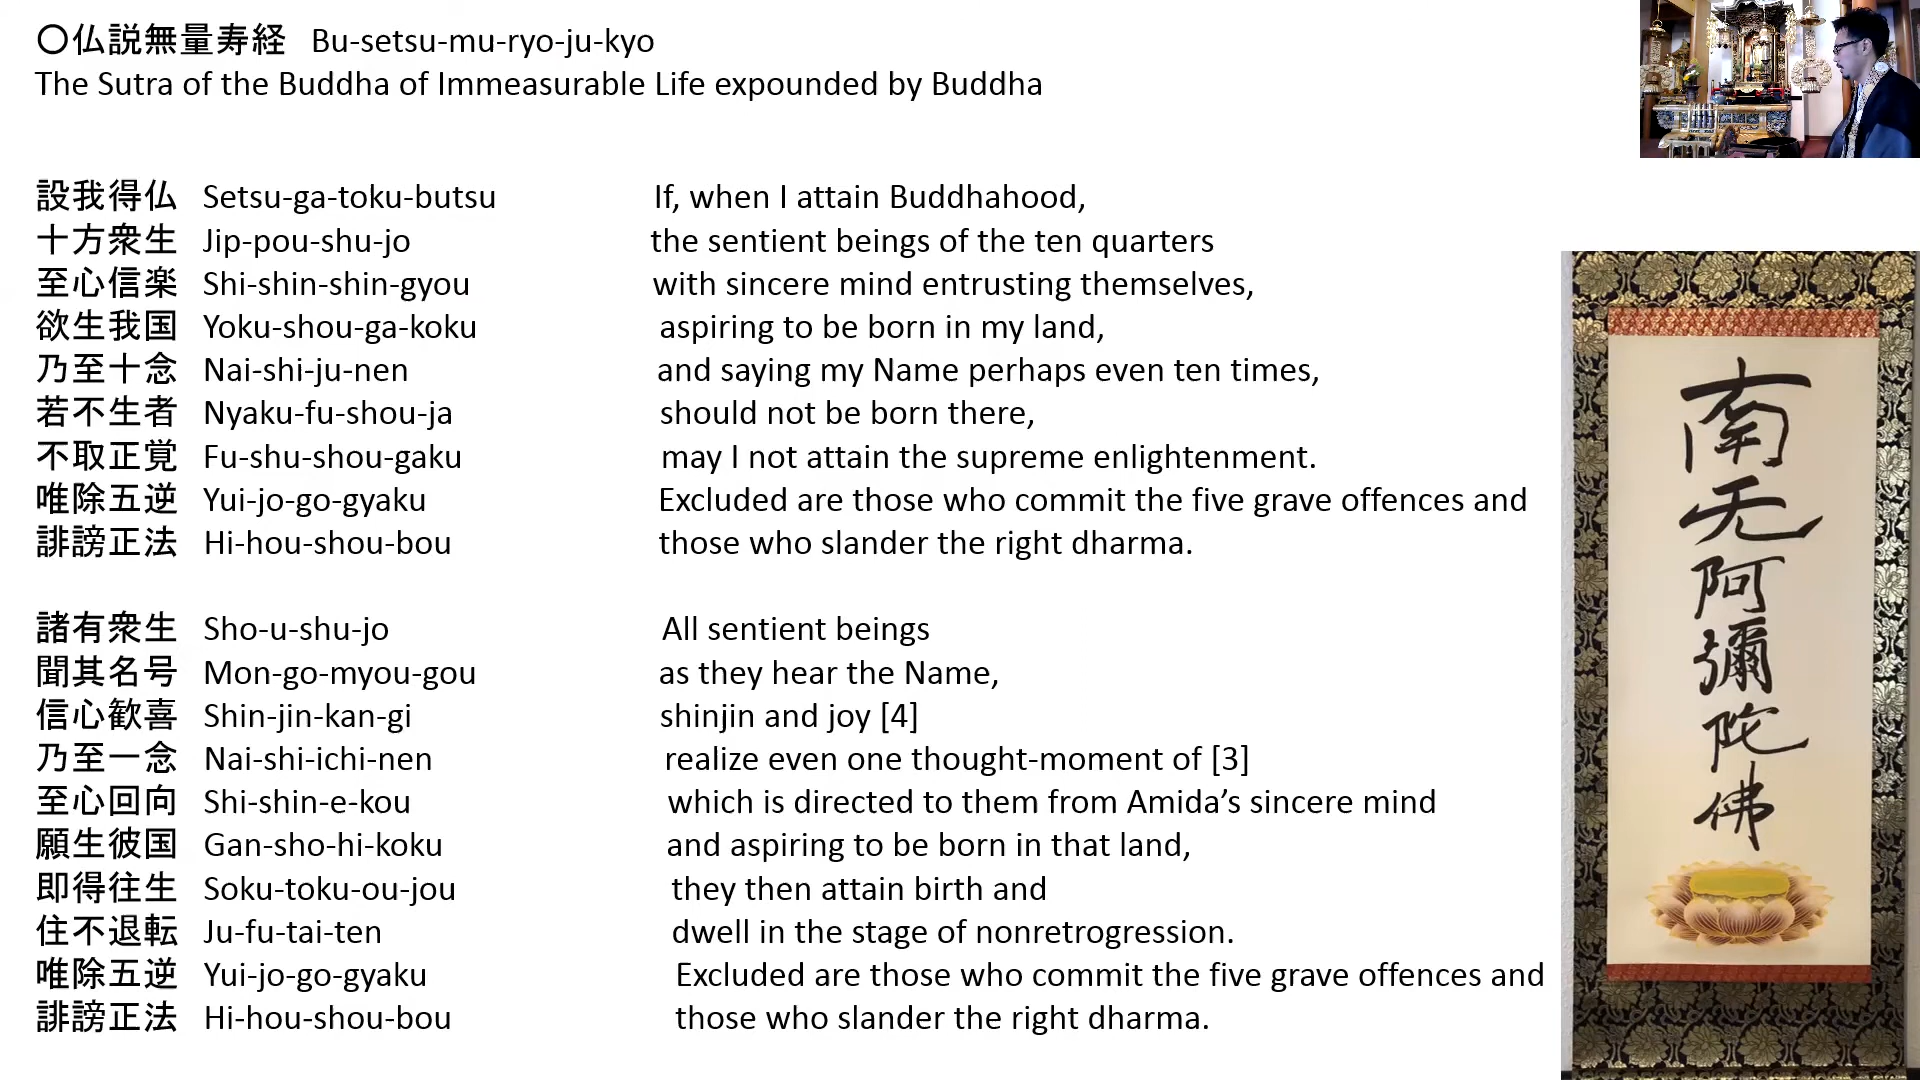 〇仏説無量寿経 Bu-setsu-mu-ryo-ju-kyo
The Sutra of the Buddha of Immeasurable Life expounded by Buddha
設我得仏 Setsu-ga-toku-butsu If, when I attain Buddhahood,
十方衆生 Jip-pou-shu-jo the sentient beings of the ten quarters
至心信楽 Shi-shin-shin-gyou with sincere mind entrusting themselves,
欲生我国 Yoku-shou-ga-koku aspiring to be born in my land,
乃至十念 Nai-shi-ju-nen and saying my Name perhaps even ten times,
若不生者 Nyaku-fu-shou-ja should not be born there,
不取正覚 Fu-shu-shou-gaku may I not attain the supreme enlightenment.
唯除五逆 Yui-jo-go-gyaku Excluded are those who commit the five grave offences and
誹謗正法 Hi-hou-shou-bou those who slander the right dharma.
諸有衆生 Sho-u-shu-jo All sentient beings
聞其名号 Mon-go-myou-gou as they hear the Name,
信心歓喜 Shin-jin-kan-gi shinjin and joy [4]
乃至一念 Nai-shi-ichi-nen realize even one thought-moment of [3]
至心回向 Shi-shin-e-kou which is directed to them from Amida’s sincere mind
願生彼国 Gan-sho-hi-koku and aspiring to be born in that land,
即得往生 Soku-toku-ou-jou they then attain birth and
住不退転 Ju-fu-tai-ten dwell in the stage of nonretrogression.
唯除五逆 Yui-jo-go-gyaku Excluded are those who commit the five grave offences and
誹謗正法 Hi-hou-shou-bou those who slander the right dharma.
南无阿彌陀佛